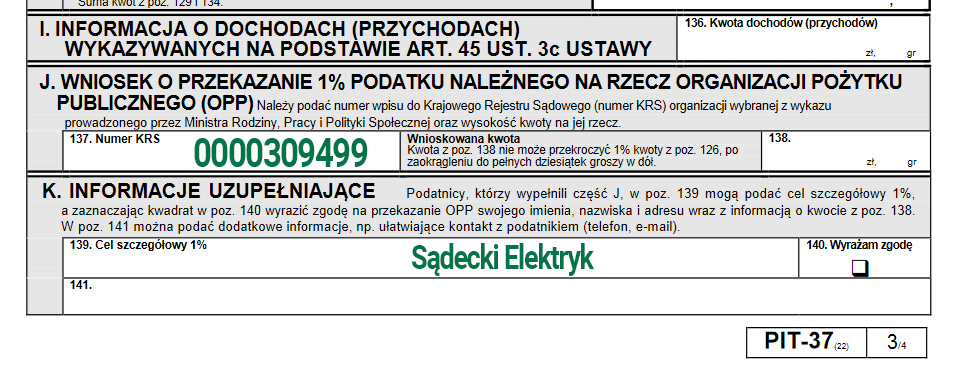 Suma kwot z poz. 129 i 134.
,
I. INFORMACJA O DOCHODACH (PRZYCHODACH)
WYKAZYWANYCH NA PODSTAWIE ART. 45 UST. 3c USTAWY
136. Kwota dochodów (przychodów)
zł, gr
J. WNIOSEK O PRZEKAZANIE 1% PODATKU NALEŻNEGO NA RZECZ ORGANIZACJI POŻYTKU
PUBLICZNEGO (OPP) Należy podać numer wpisu do Krajowego Rejestru Sądowego (numer KRS) organizacji wybranej z wykazu
prowadzonego przez Ministra Rodziny, Pracy i Polityki Społecznej oraz wysokość kwoty na jej rzecz.
137. Numer KRS
0000309499
Wnioskowana kwota
Kwota z poz. 138 nie może przekroczyć 1% kwoty z poz. 126, po
zaokrągleniu do pełnych dziesiątek groszy w dół.
138.
zł, gr
K. INFORMACJE UZUPEŁNIAJĄCE Podatnicy, którzy wypełnili część J, w poz. 139 mogą podać cel szczegółowy 1%,
a zaznaczając kwadrat w poz. 140 wyrazić zgodę na przekazanie OPP swojego imienia, nazwiska i adresu wraz z informacją o kwocie z poz. 138.
W poz. 141 można podać dodatkowe informacje, np. ułatwiające kontakt z podatnikiem (telefon, e-mail).
139. Cel szczegółowy 1%
Sądecki Elektryk
140. Wyrażam zgodę
141.
PIT-37 (22) 3/4